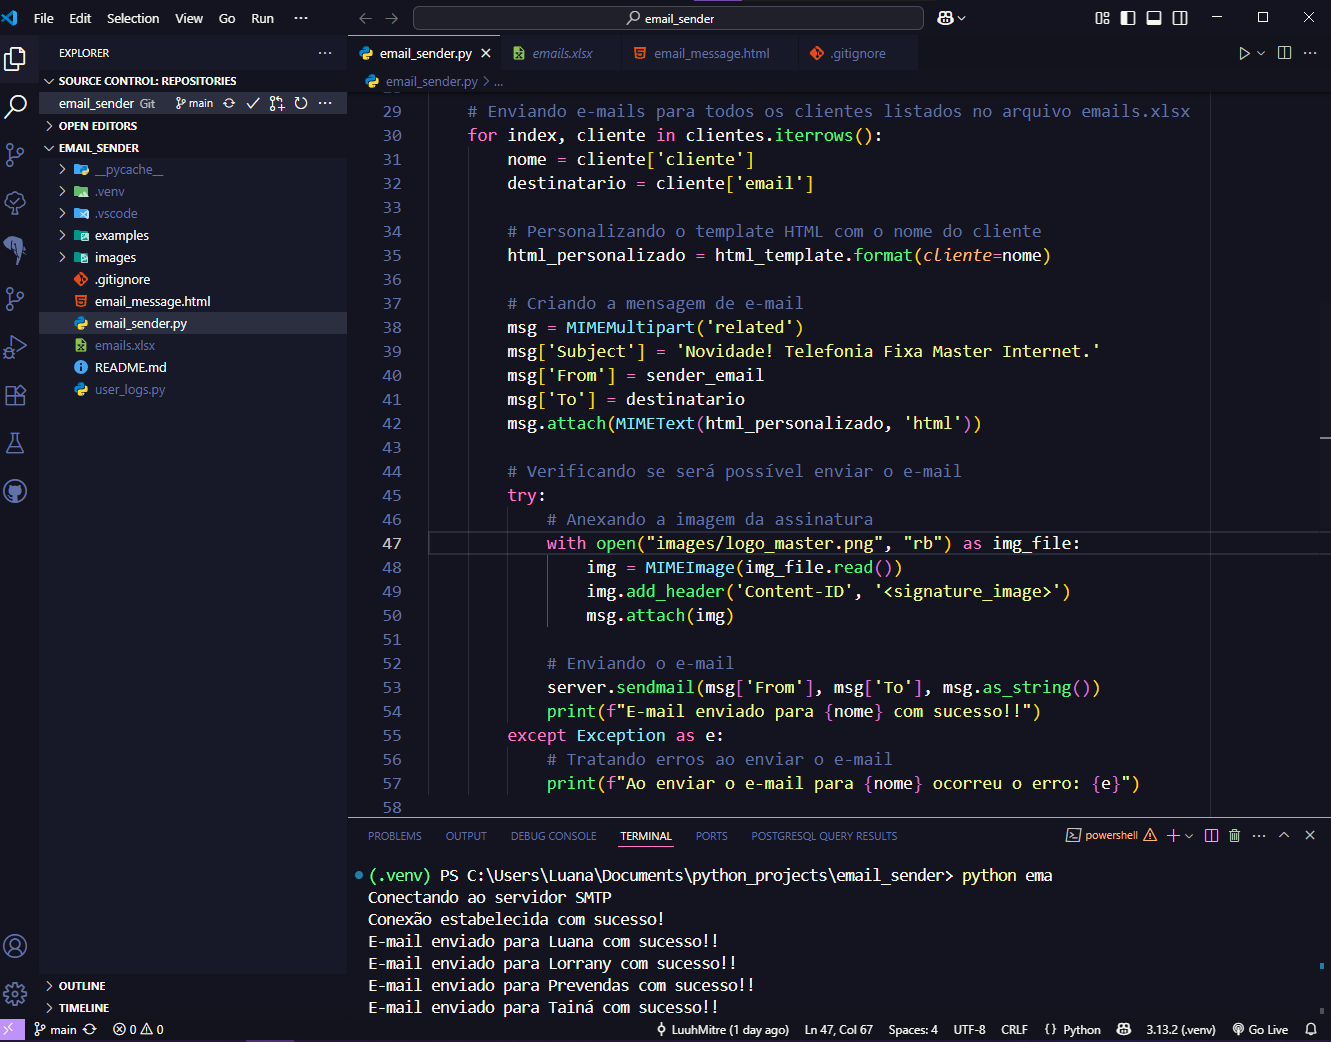 File Edit Selection View Go Run ··· email_sender
EXPLORER ···
SOURCE CONTROL: REPOSITORIES
email_sender Git main ···
OPEN EDITORS
EMAIL_SENDER
__pycache__
.venv
.vscode
examples
images
.gitignore
email_message.html
email_sender.py
emails.xlsx
README.md
user_logs.py
OUTLINE
TIMELINE
email_sender.py emails.xlsx email_message.html .gitignore ···
email_sender.py > ...
29 # Enviando e-mails para todos os clientes listados no arquivo emails.xlsx
30 for index, cliente in clientes.iterrows():
31 nome = cliente['cliente']
32 destinatario = cliente['email']
33
34 # Personalizando o template HTML com o nome do cliente
35 html_personalizado = html_template.format(cliente=nome)
36
37 # Criando a mensagem de e-mail
38 msg = MIMEMultipart('related')
39 msg['Subject'] = 'Novidade! Telefonia Fixa Master Internet.'
40 msg['From'] = sender_email
41 msg['To'] = destinatario
42 msg.attach(MIMEText(html_personalizado, 'html'))
43
44 # Verificando se será possível enviar o e-mail
45 try:
46 # Anexando a imagem da assinatura
47 with open("images/logo_master.png", "rb") as img_file:
48 img = MIMEImage(img_file.read())
49 img.add_header('Content-ID', '<signature_image>')
50 msg.attach(img)
51
52 # Enviando o e-mail
53 server.sendmail(msg['From'], msg['To'], msg.as_string())
54 print(f"E-mail enviado para {nome} com sucesso!!")
55 except Exception as e:
56 # Tratando erros ao enviar o e-mail
57 print(f"Ao enviar o e-mail para {nome} ocorreu o erro: {e}")
58
PROBLEMS OUTPUT DEBUG CONSOLE TERMINAL PORTS POSTGRESQL QUERY RESULTS powershell ···
(.venv) PS C:\Users\Luana\Documents\python_projects\email_sender> python ema
Conectando ao servidor SMTP
Conexão estabelecida com sucesso!
E-mail enviado para Luana com sucesso!!
E-mail enviado para Lorrany com sucesso!!
E-mail enviado para Prevendas com sucesso!!
E-mail enviado para Tainá com sucesso!!
main 0 0 LuuhMitre (1 day ago) Ln 47, Col 67 Spaces: 4 UTF-8 CRLF {} Python 3.13.2 (.venv) Go Live